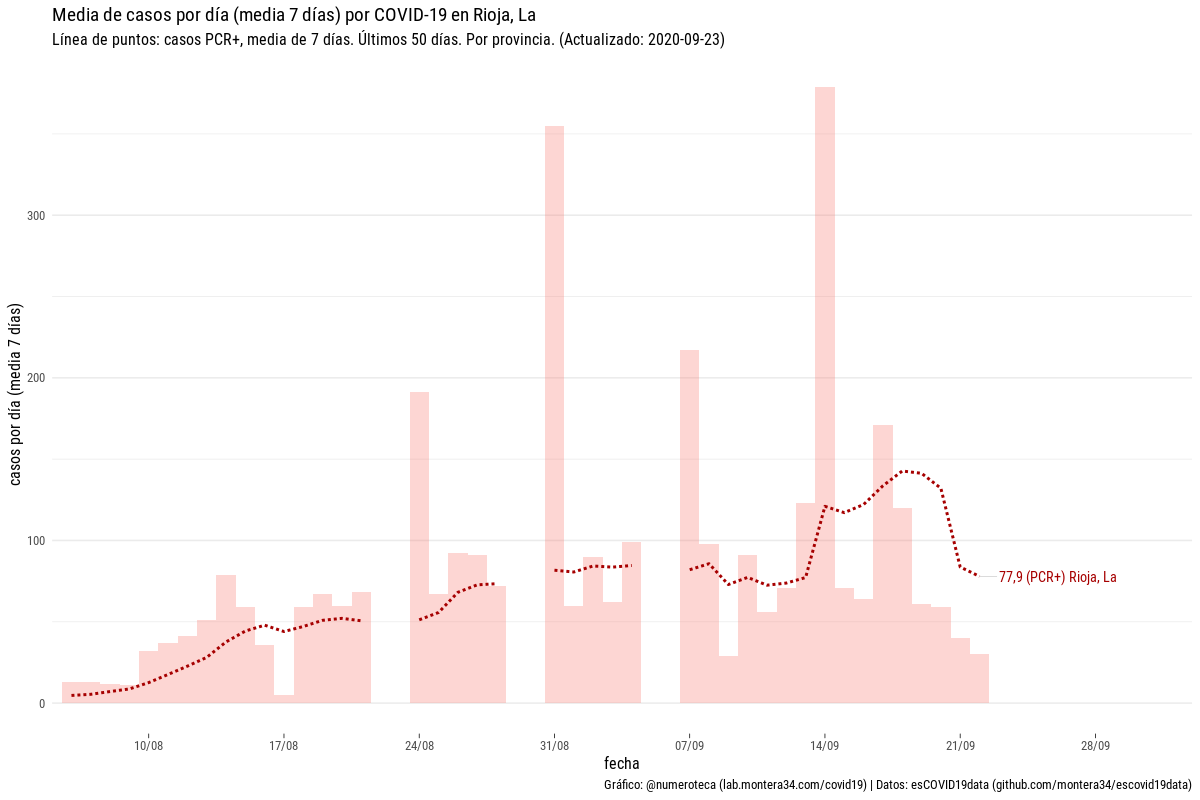 Media de casos por día (media 7 días) por COVID-19 en Rioja, La
Línea de puntos: casos PCR+, media de 7 días. Últimos 50 días. Por provincia. (Actualizado: 2020-09-23)
casos por día (media 7 días)
300
200
100
0
77,9 (PCR+) Rioja, La
10/08 17/08 24/08 31/08 07/09 14/09 21/09 28/09
fecha
Gráfico: @numeroteca (lab.montera34.com/covid19) | Datos: esCOVID19data (github.com/montera34/escovid19data)